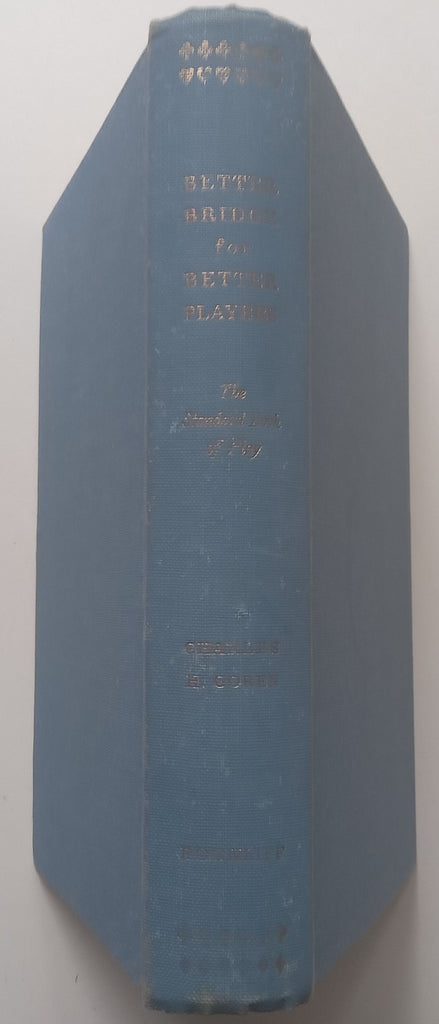 BETTER
BRIDGE
for
BETTER
PLAYERS
The
Standard Book
of Play
CHARLES
H. GOREN